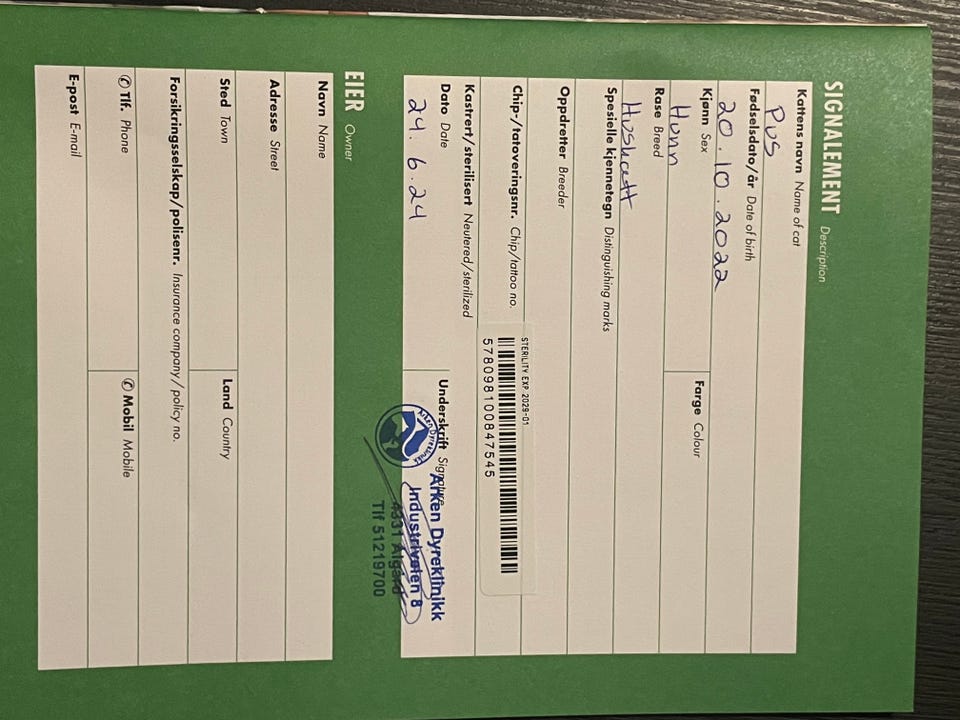 SIGNALEMENT Description
Kattens navn Name of cat
Pus
Fødselsdato/år Date of birth
20.10.2022
Kjønn Sex
Hunn
Farge Colour
Rase Breed
Huskatt
Spesielle kjennetegn Distinguishing marks
Oppdretter Breeder
Chip-/tatoveringsnr. Chip/tattoo no.
STERILITY EXP. 2029-01
578098100847545
Kastrert/sterilisert Neutered/sterilized
Dato Date
24.6.24
Underskrift Signature
Arken Dyreklinikk
Arken Dyreklinikk
Industriveien 8
4331 Ålgård
Tlf 51219700
EIER Owner
Navn Name
Adresse Street
Sted Town
Land Country
Forsikringsselskap/polisenr. Insurance company/policy no.
✆ Tlf. Phone
✆ Mobil Mobile
E-post E-mail